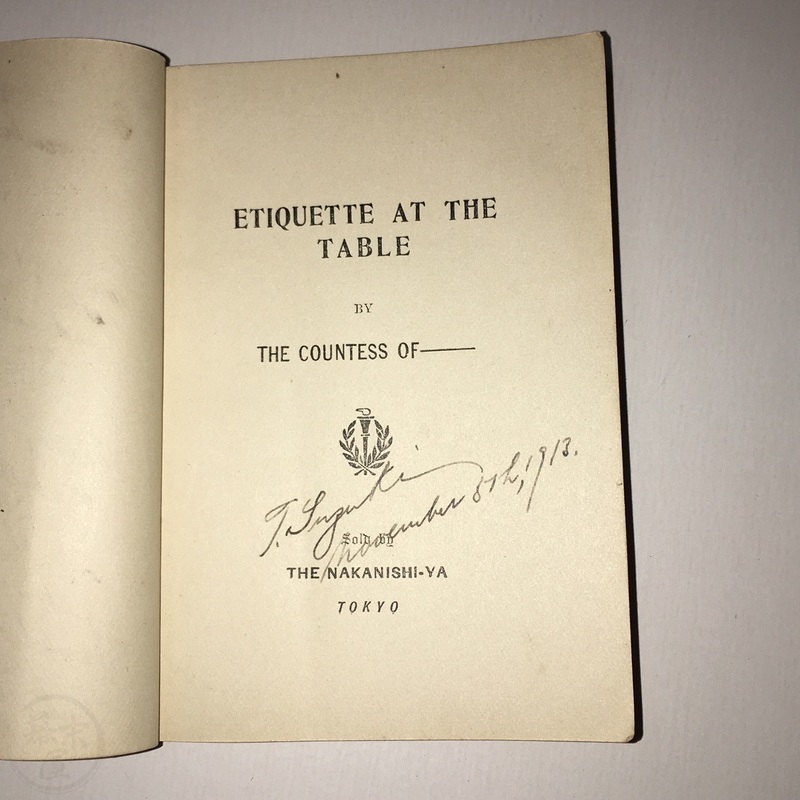 ETIQUETTE AT THE
TABLE
BY
THE COUNTESS OF——
T. Suzuki
November 8th, 1913.
Sold by
THE NAKANISHI-YA
TOKYO